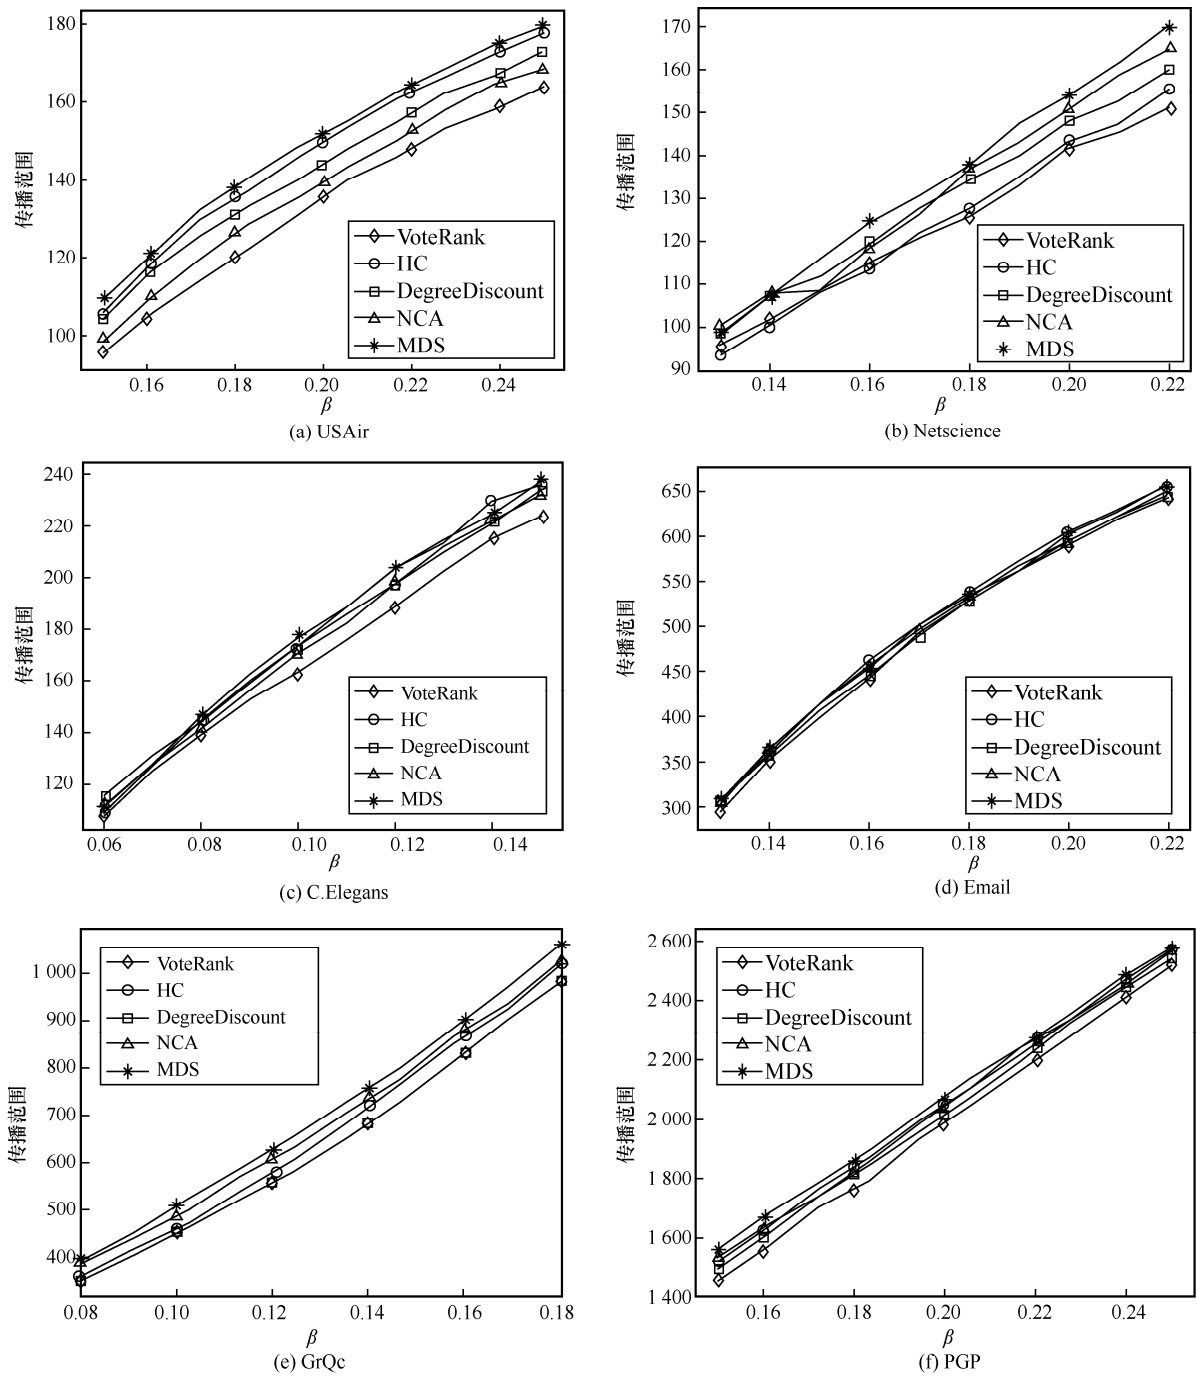 180
160
140
120
100
传播范围
VoteRank
HC
DegreeDiscount
NCA
MDS
0.16 0.18 0.20 0.22 0.24
β
(a) USAir
170
160
150
140
130
120
110
100
90
传播范围
VoteRank
HC
DegreeDiscount
NCA
MDS
0.14 0.16 0.18 0.20 0.22
β
(b) Netscience
240
220
200
180
160
140
120
传播范围
VoteRank
HC
DegreeDiscount
NCA
MDS
0.06 0.08 0.10 0.12 0.14
β
(c) C.Elegans
650
600
550
500
450
400
350
300
传播范围
VoteRank
HC
DegreeDiscount
NCA
MDS
0.14 0.16 0.18 0.20 0.22
β
(d) Email
1 000
900
800
700
600
500
400
传播范围
VoteRank
HC
DegreeDiscount
NCA
MDS
0.08 0.10 0.12 0.14 0.16 0.18
β
(e) GrQc
2 600
2 400
2 200
2 000
1 800
1 600
1 400
传播范围
VoteRank
HC
DegreeDiscount
NCA
MDS
0.16 0.18 0.20 0.22 0.24
β
(f) PGP